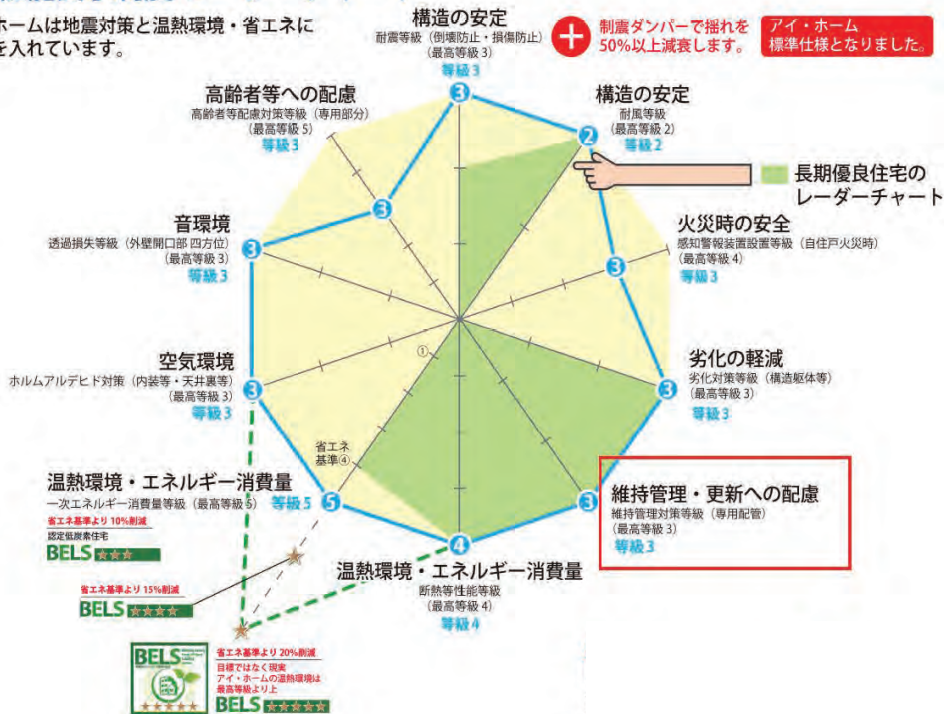 ホームは地震対策と温熱環境・省エネに
を入れています。
構造の安定
耐震等級（倒壊防止・損傷防止）
（最高等級 3）
等級 3
3
制震ダンパーで揺れを
50%以上減衰します。
アイ・ホーム
標準仕様となりました。
構造の安定
耐風等級
（最高等級 2）
等級 2
2
長期優良住宅の
レーダーチャート
火災時の安全
感知警報装置設置等級（自住戸火災時）
（最高等級 4）
等級 3
3
劣化の軽減
劣化対策等級（構造躯体等）
（最高等級 3）
等級 3
3
維持管理・更新への配慮
維持管理対策等級（専用配管）
（最高等級 3）
等級 3
3
温熱環境・エネルギー消費量
断熱等性能等級
（最高等級 4）
等級 4
4
高齢者等への配慮
高齢者等配慮対策等級（専用部分）
（最高等級 5）
等級 3
3
音環境
透過損失等級（外壁開口部 四方位）
（最高等級 3）
等級 3
3
空気環境
ホルムアルデヒド対策（内装等・天井裏等）
（最高等級 3）
等級 3
3
①
省エネ
基準④
温熱環境・エネルギー消費量
一次エネルギー消費量等級（最高等級 5）
等級 5
5
省エネ基準より 10%削減
認定低炭素住宅
BELS
省エネ基準より 15%削減
BELS
BELS
省エネ基準より 20%削減
目標ではなく現実
アイ・ホームの温熱環境は
最高等級より上
BELS